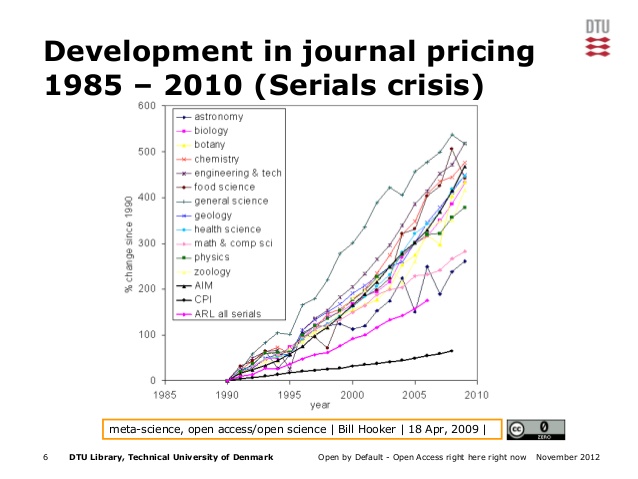 DTU
Development in journal pricing
1985 – 2010 (Serials crisis)
600
500
400
300
200
100
0
% change since 1990
astronomy
biology
botany
chemistry
engineering & tech
food science
general science
geology
health science
math & comp sci
physics
zoology
AIM
CPI
ARL all serials
1985 1990 1995 2000 2005 2010
year
meta-science, open access/open science | Bill Hooker | 18 Apr, 2009 |
cc 0
ZERO
6 DTU Library, Technical University of Denmark Open by Default - Open Access right here right now November 2012